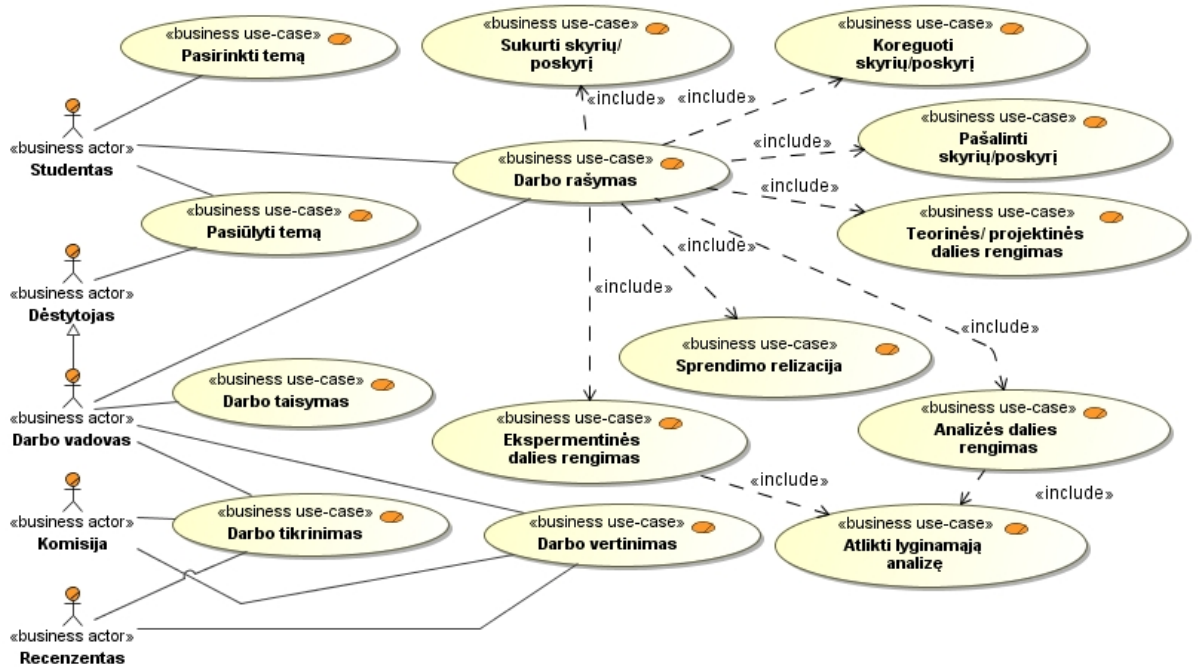 «business use-case»
Pasirinkti temą
«business use-case»
Sukurti skyrių/
poskyrį
«business use-case»
Koreguoti
skyrių/poskyrį
«include»
«include»
«business actor»
Studentas
«business use-case»
Darbo rašymas
«include»
«business use-case»
Pašalinti
skyrių/poskyrį
«include»
«business use-case»
Pasiūlyti temą
«business use-case»
Teorinės/ projektinės
dalies rengimas
«include»
«business actor»
Dėstytojas
«include»
«include»
«business use-case»
Sprendimo relizacija
«business use-case»
Darbo taisymas
«business actor»
Darbo vadovas
«business use-case»
Ekspermentinės
dalies rengimas
«business use-case»
Analizės dalies
rengimas
«include»
«include»
«business actor»
Komisija
«business use-case»
Darbo tikrinimas
«business use-case»
Darbo vertinimas
«business use-case»
Atlikti lyginamąją
analizę
«business actor»
Recenzentas